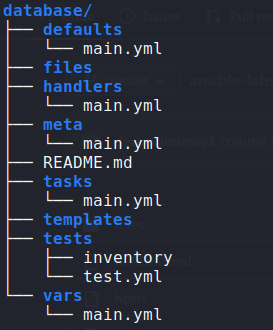 database/
├── defaults
│   └── main.yml
├── files
├── handlers
│   └── main.yml
├── meta
│   └── main.yml
├── README.md
├── tasks
│   └── main.yml
├── templates
├── tests
│   ├── inventory
│   └── test.yml
└── vars
    └── main.yml